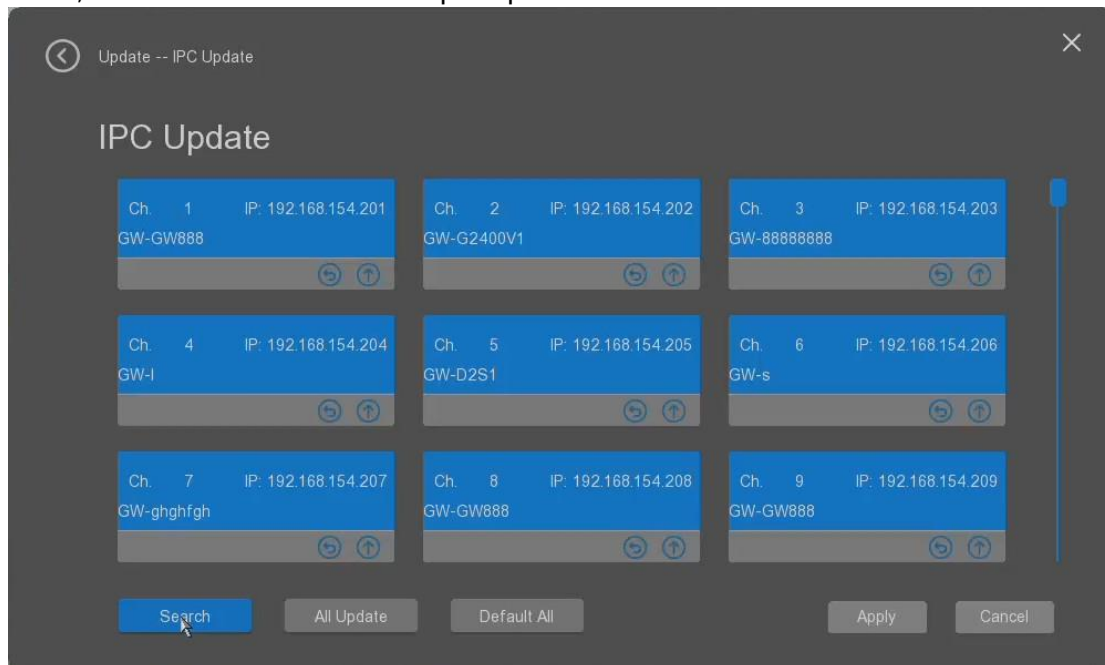 Update -- IPC Update
IPC Update
Ch. 1 IP: 192.168.154.201
GW-GW888
Ch. 2 IP: 192.168.154.202
GW-G2400V1
Ch. 3 IP: 192.168.154.203
GW-88888888
Ch. 4 IP: 192.168.154.204
GW-I
Ch. 5 IP: 192.168.154.205
GW-D2S1
Ch. 6 IP: 192.168.154.206
GW-s
Ch. 7 IP: 192.168.154.207
GW-ghghfgh
Ch. 8 IP: 192.168.154.208
GW-GW888
Ch. 9 IP: 192.168.154.209
GW-GW888
Search All Update Default All Apply Cancel